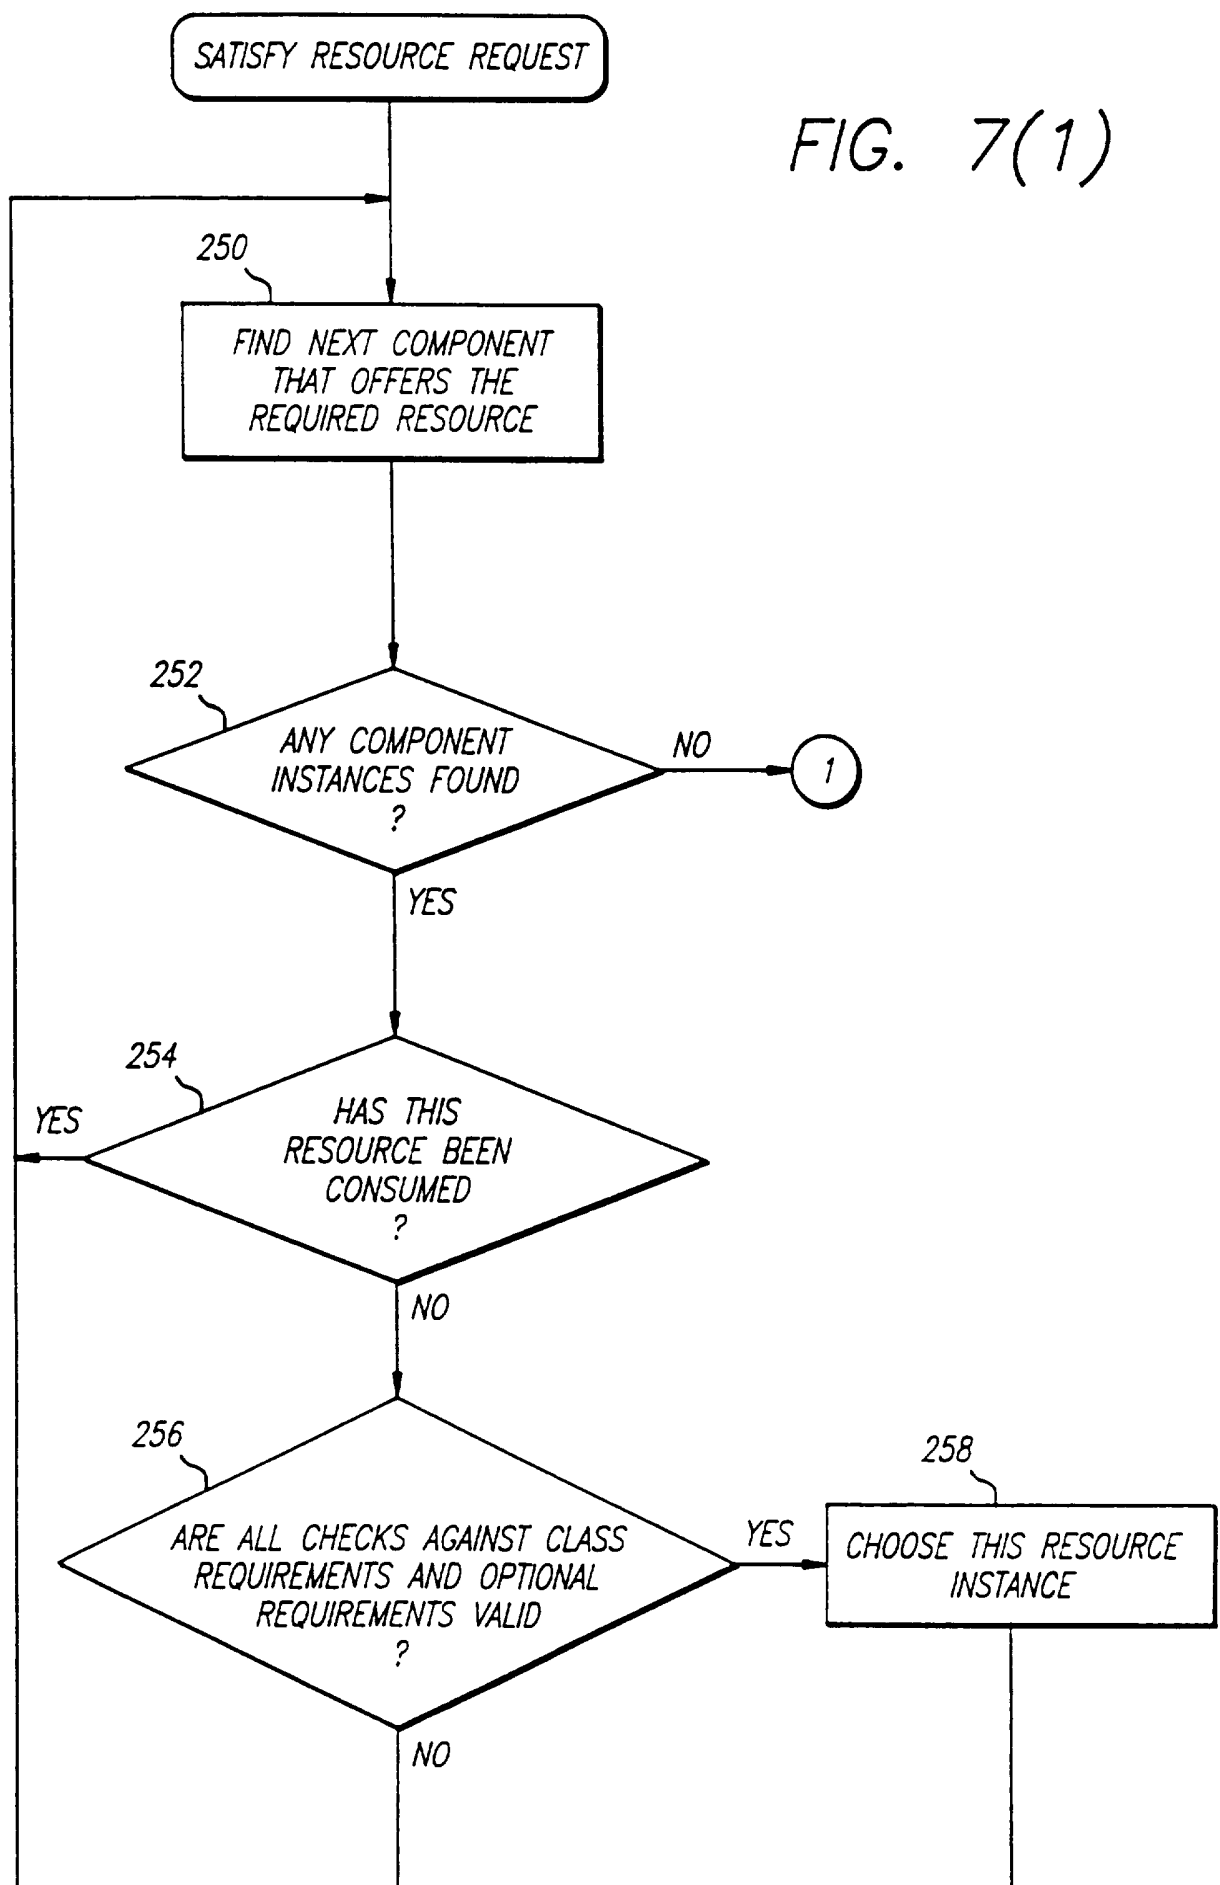 SATISFY RESOURCE REQUEST
FIG. 7(1)
250
FIND NEXT COMPONENT
THAT OFFERS THE
REQUIRED RESOURCE
252
ANY COMPONENT
INSTANCES FOUND
?
NO
1
YES
254
HAS THIS
RESOURCE BEEN
CONSUMED
?
YES
NO
256
ARE ALL CHECKS AGAINST CLASS
REQUIREMENTS AND OPTIONAL
REQUIREMENTS VALID
?
YES
258
CHOOSE THIS RESOURCE
INSTANCE
NO